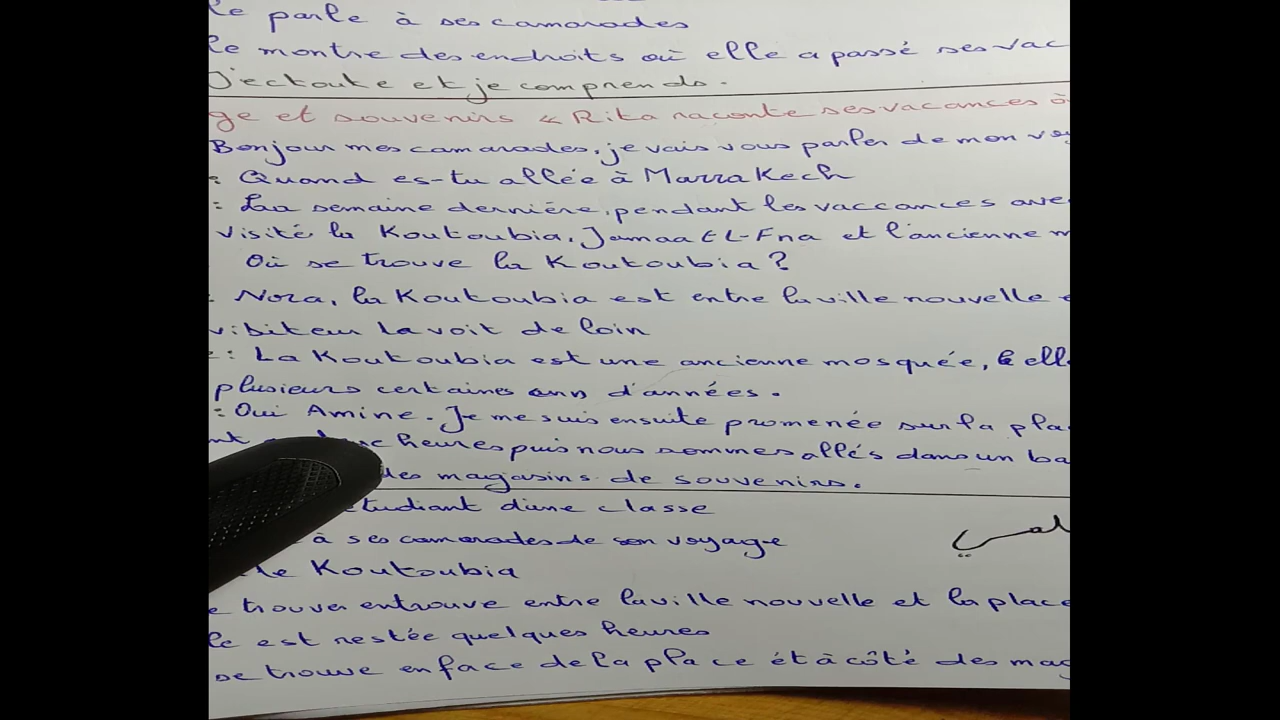 le parle à ses camarades
le montre des endroits où elle a passé ses vac
J'ectoute et je comprends.
ge et souvenirs « Rita raconte ses vacances à
Bonjour mes camarades, je vais vous parler de mon voy
: Quand es-tu allée à Marrakech
: Laa semaine dernière, pendant les vaccances ave
visité la Koutoubia, Jamaa EL-Fna et l'ancienne m
Où se trouve la Koutoubia ?
: Nora, la Koutoubia est entre la ville nouvelle e
visiteur la voit de loin
: La Koutoubia est une ancienne mosquée, elle
plusieurs certaines d'années.
: Oui Amine. Je me suis ensuite promenée sur la pla
nt heures puis nous sommes allés dans un ba
des magasins de souvenirs.
étudiant d'une classe
à ses camarades de son voyage
Koutoubia
e trouver entrouve entre la ville nouvelle et la place
le est restée quelques heures
se trouve en face de la place et à côté des mag